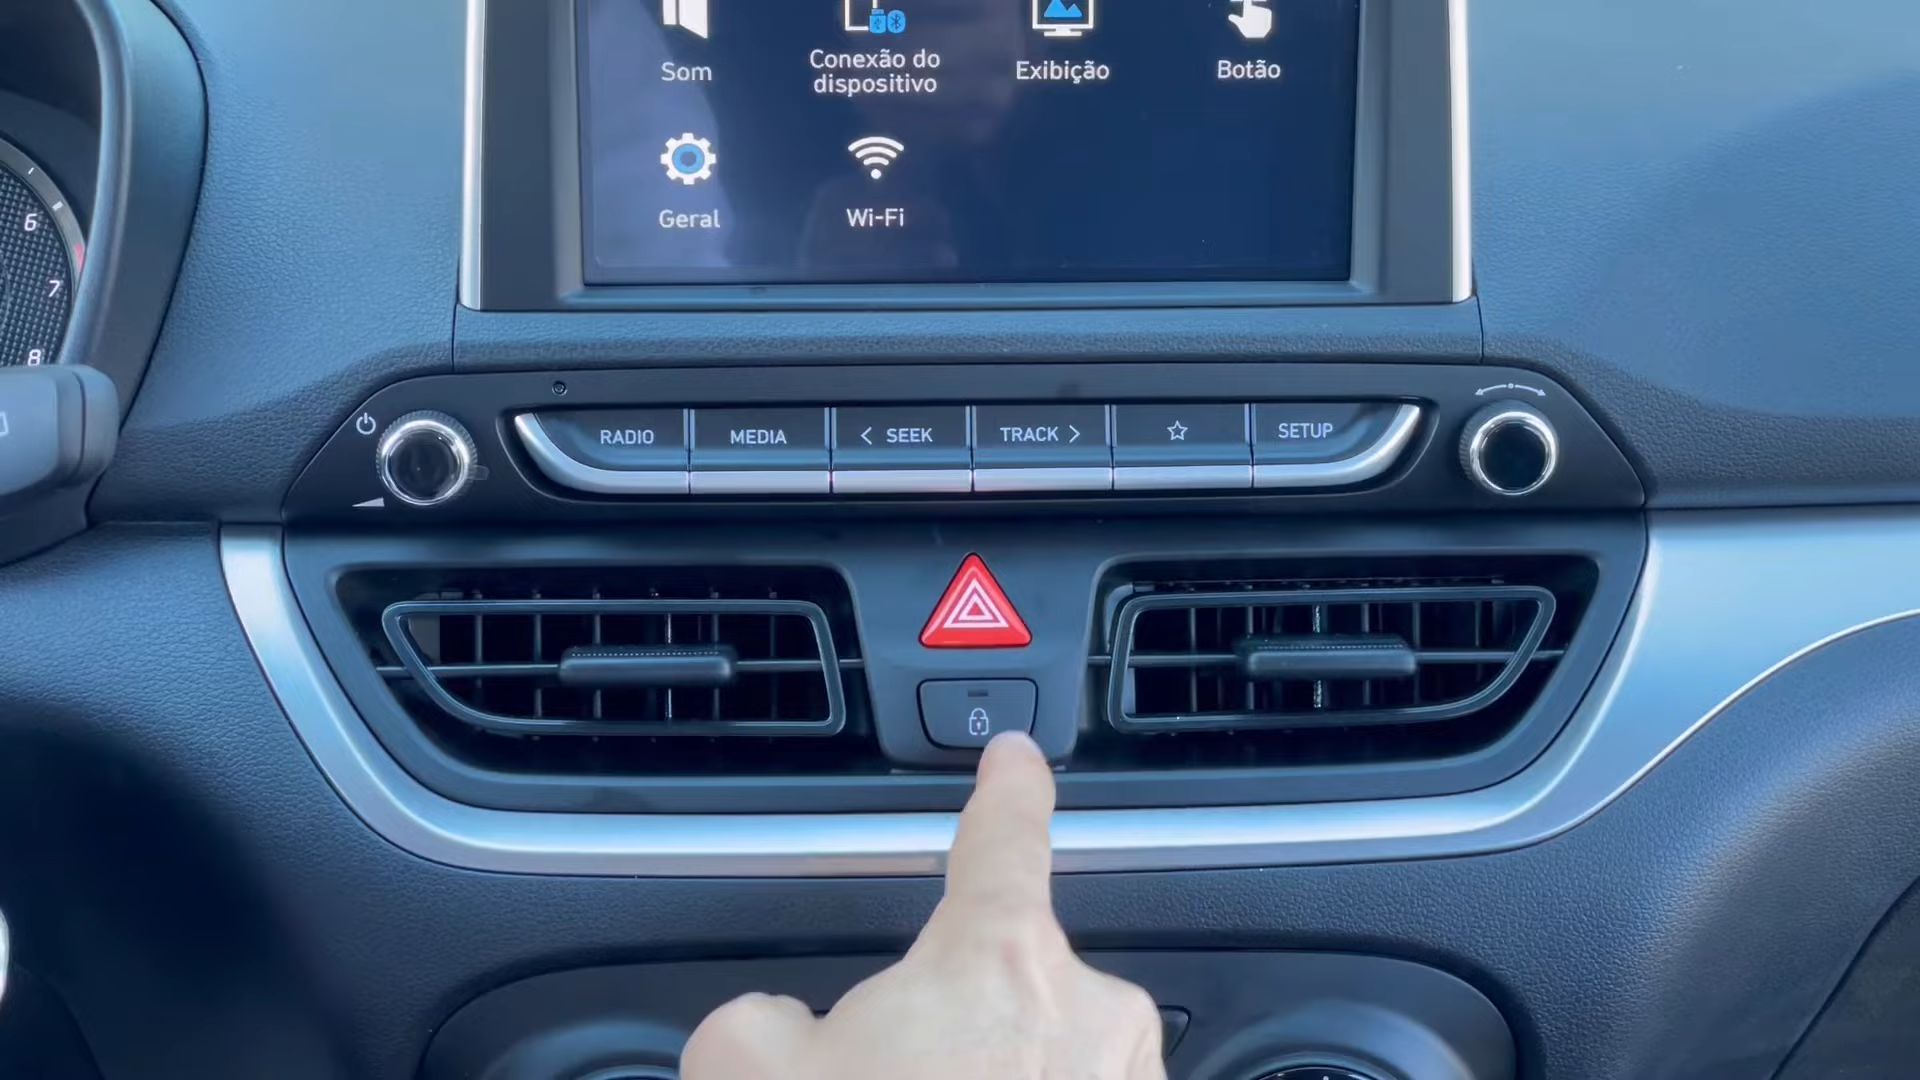 Som
Conexão do
dispositivo
Exibição
Botão
Geral
Wi-Fi
6
7
8
RADIO
MEDIA
< SEEK
TRACK >
SETUP